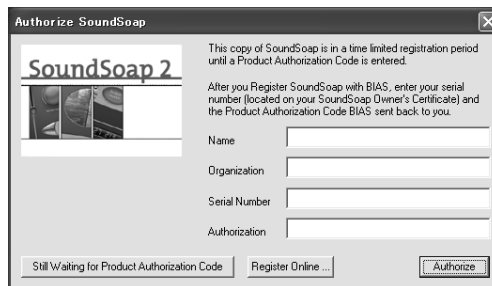 Authorize SoundSoap
SoundSoap 2
This copy of SoundSoap is in a time limited registration period
until a Product Authorization Code is entered.
After you Register SoundSoap with BIAS, enter your serial
number (located on your SoundSoap Owner's Certificate) and
the Product Authorization Code BIAS sent back to you.
Name
Organization
Serial Number
Authorization
Still Waiting for Product Authorization Code
Register Online ...
Authorize